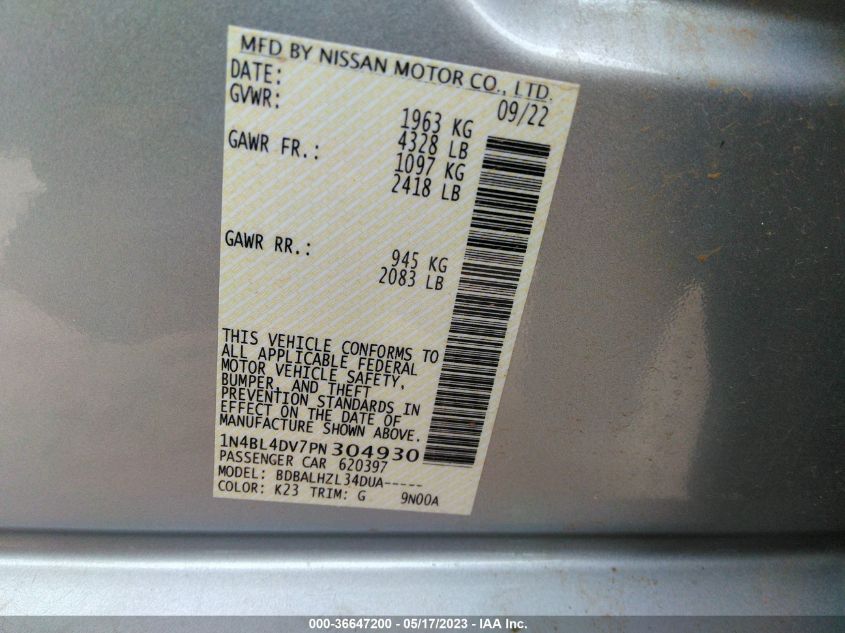 MFD BY NISSAN MOTOR CO., LTD.
DATE: 09/22
GVWR: 1963 KG
4328 LB
GAWR FR.: 1097 KG
2418 LB
GAWR RR.: 945 KG
2083 LB
THIS VEHICLE CONFORMS TO
ALL APPLICABLE FEDERAL
MOTOR VEHICLE SAFETY,
BUMPER, AND THEFT
PREVENTION STANDARDS IN
EFFECT ON THE DATE OF
MANUFACTURE SHOWN ABOVE.
1N4BL4DV7PN304930
PASSENGER CAR 620397
MODEL: BDBALHZL34DUA-----
COLOR: K23 TRIM: G 9N00A
000-36647200 - 05/17/2023 - IAA Inc.